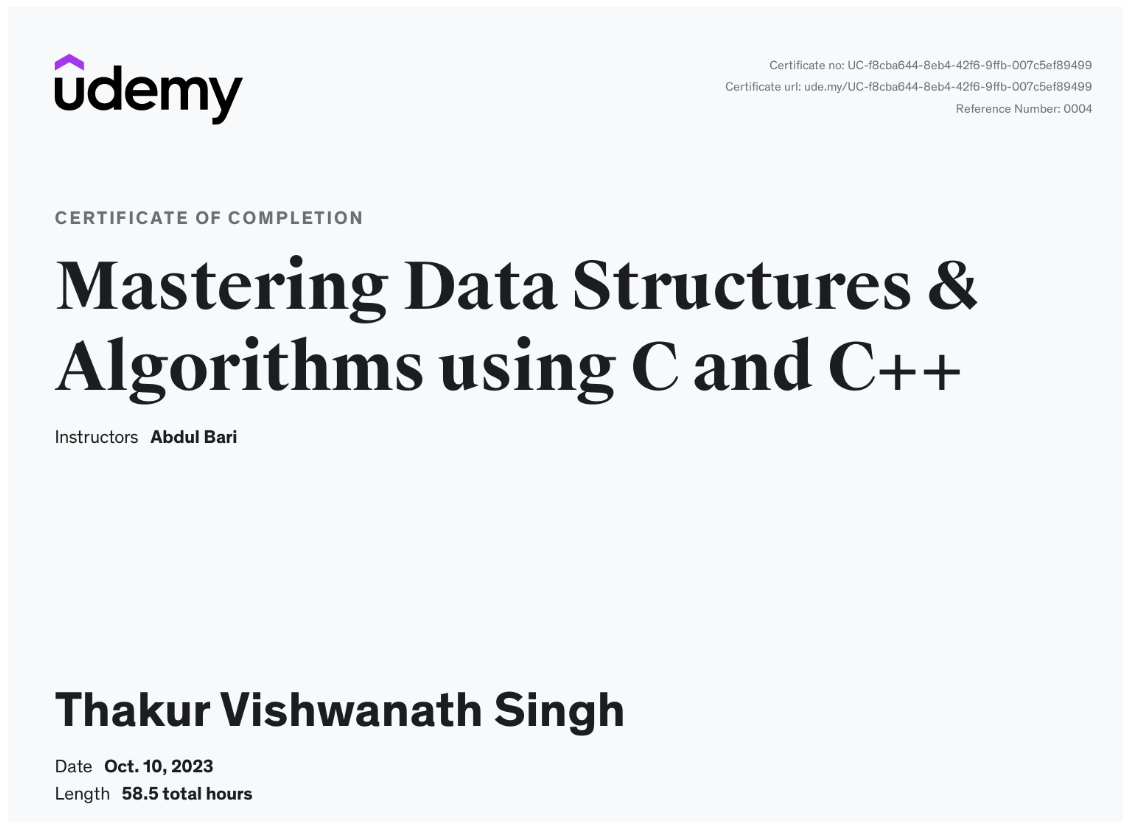 udemy
Certificate no: UC-f8cba644-8eb4-42f6-9ffb-007c5ef89499
Certificate url: ude.my/UC-f8cba644-8eb4-42f6-9ffb-007c5ef89499
Reference Number: 0004
CERTIFICATE OF COMPLETION
Mastering Data Structures &
Algorithms using C and C++
Instructors Abdul Bari
Thakur Vishwanath Singh
Date Oct. 10, 2023
Length 58.5 total hours